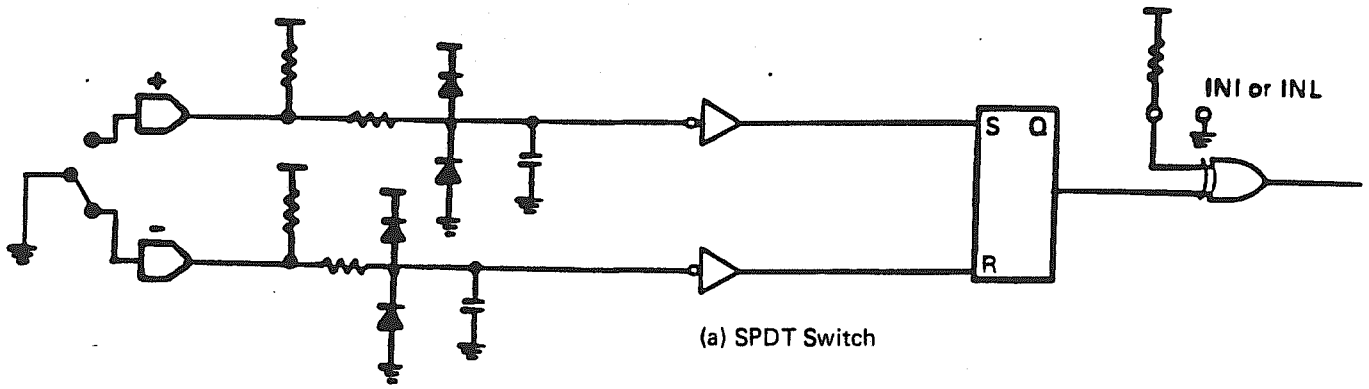 +
INI or INL
S Q
-
R
(a) SPDT Switch